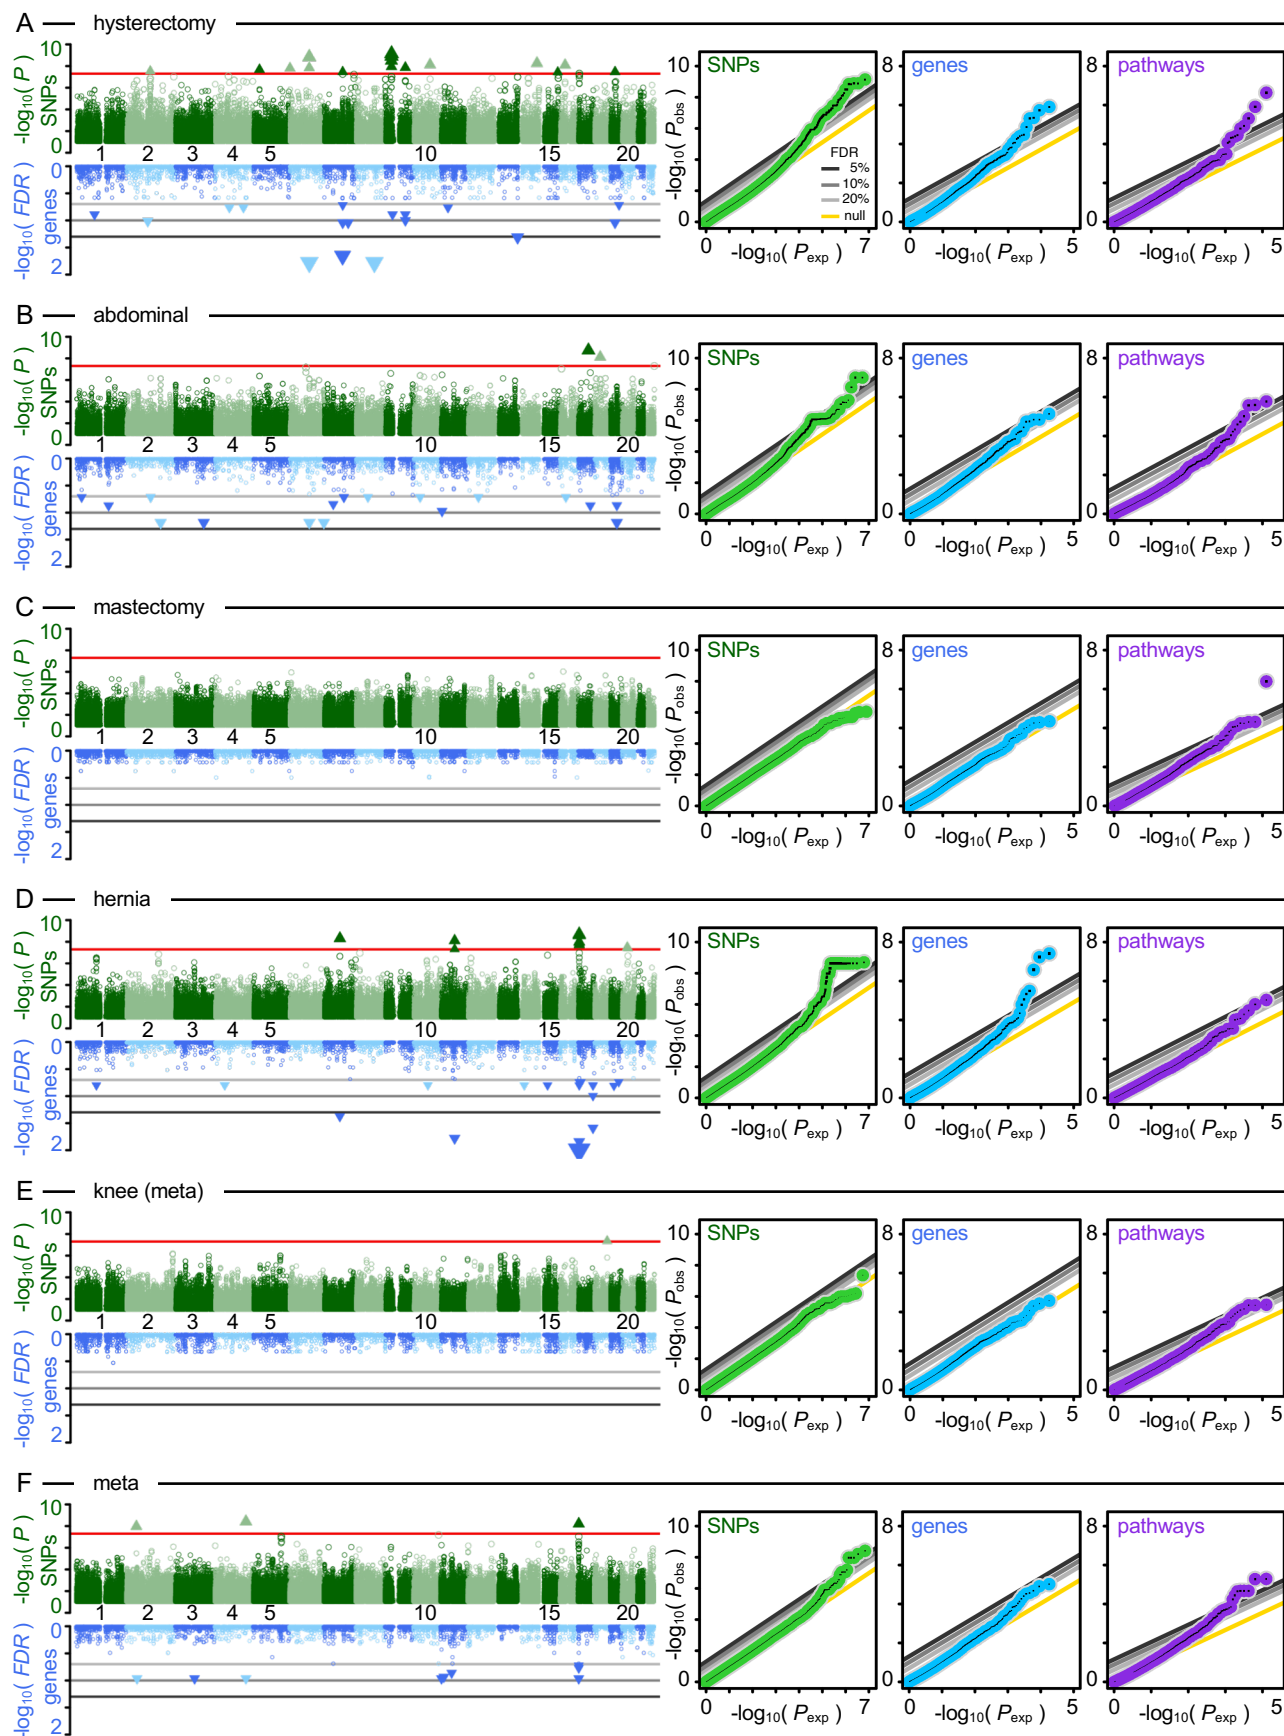 A hysterectomy
-log10( P ) SNPs
10
0
1 2 3 4 5 10 15 20
-log10( FDR ) genes
0
2
SNPs
-log10( Pobs )
10
0
FDR
5%
10%
20%
null
0 7
-log10( Pexp )
genes
8
0
0 5
-log10( Pexp )
pathways
8
0
0 5
-log10( Pexp )
B abdominal
-log10( P ) SNPs
10
0
1 2 3 4 5 10 15 20
-log10( FDR ) genes
0
2
SNPs
-log10( Pobs )
10
0
0 7
-log10( Pexp )
genes
8
0
0 5
-log10( Pexp )
pathways
8
0
0 5
-log10( Pexp )
C mastectomy
-log10( P ) SNPs
10
0
1 2 3 4 5 10 15 20
-log10( FDR ) genes
0
2
SNPs
-log10( Pobs )
10
0
0 7
-log10( Pexp )
genes
8
0
0 5
-log10( Pexp )
pathways
8
0
0 5
-log10( Pexp )
D hernia
-log10( P ) SNPs
10
0
1 2 3 4 5 10 15 20
-log10( FDR ) genes
0
2
SNPs
-log10( Pobs )
10
0
0 7
-log10( Pexp )
genes
8
0
0 5
-log10( Pexp )
pathways
8
0
0 5
-log10( Pexp )
E knee (meta)
-log10( P ) SNPs
10
0
1 2 3 4 5 10 15 20
-log10( FDR ) genes
0
2
SNPs
-log10( Pobs )
10
0
0 7
-log10( Pexp )
genes
8
0
0 5
-log10( Pexp )
pathways
8
0
0 5
-log10( Pexp )
F meta
-log10( P ) SNPs
10
0
1 2 3 4 5 10 15 20
-log10( FDR ) genes
0
2
SNPs
-log10( Pobs )
10
0
0 7
-log10( Pexp )
genes
8
0
0 5
-log10( Pexp )
pathways
8
0
0 5
-log10( Pexp )